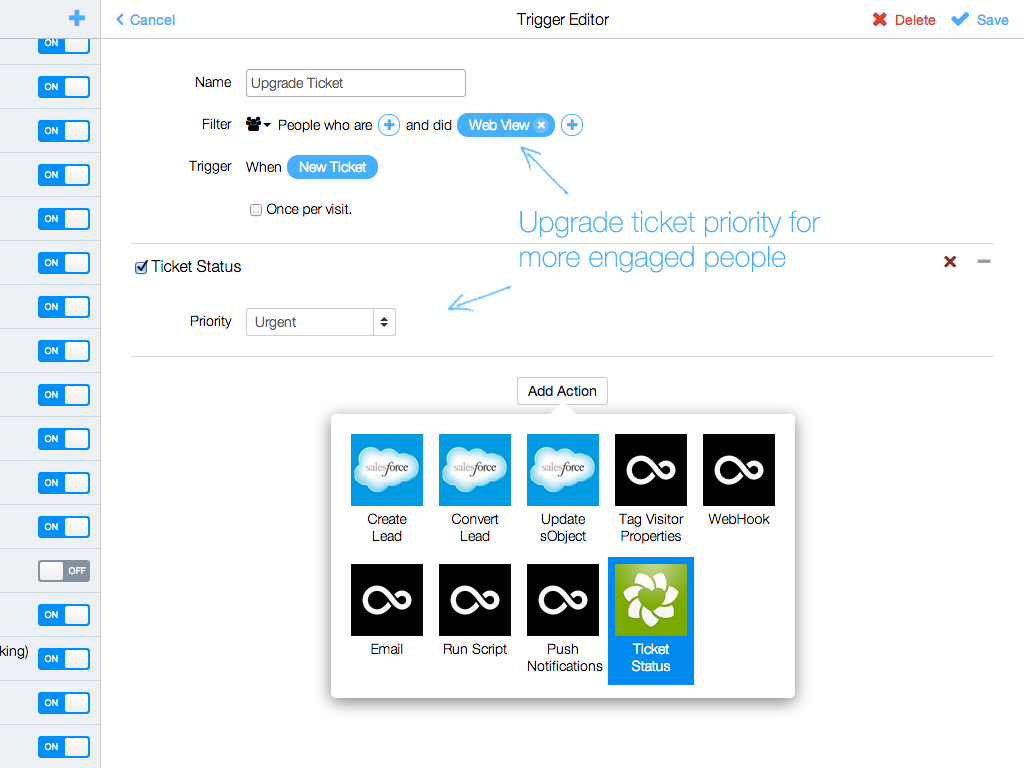 Cancel
Trigger Editor
Delete
Save
ON
ON
Name
Upgrade Ticket
Filter
People who are
and did
Web View
ON
Trigger
When
New Ticket
ON
Once per visit.
ON
Upgrade ticket priority for
more engaged people
ON
Ticket Status
ON
Priority
Urgent
ON
ON
Add Action
ON
salesforce
salesforce
salesforce
ON
ON
Create
Lead
Convert
Lead
Update
sObject
Tag Visitor
Properties
WebHook
OFF
ON
king)
ON
Email
Run Script
Push
Notifications
Ticket
Status
ON
ON